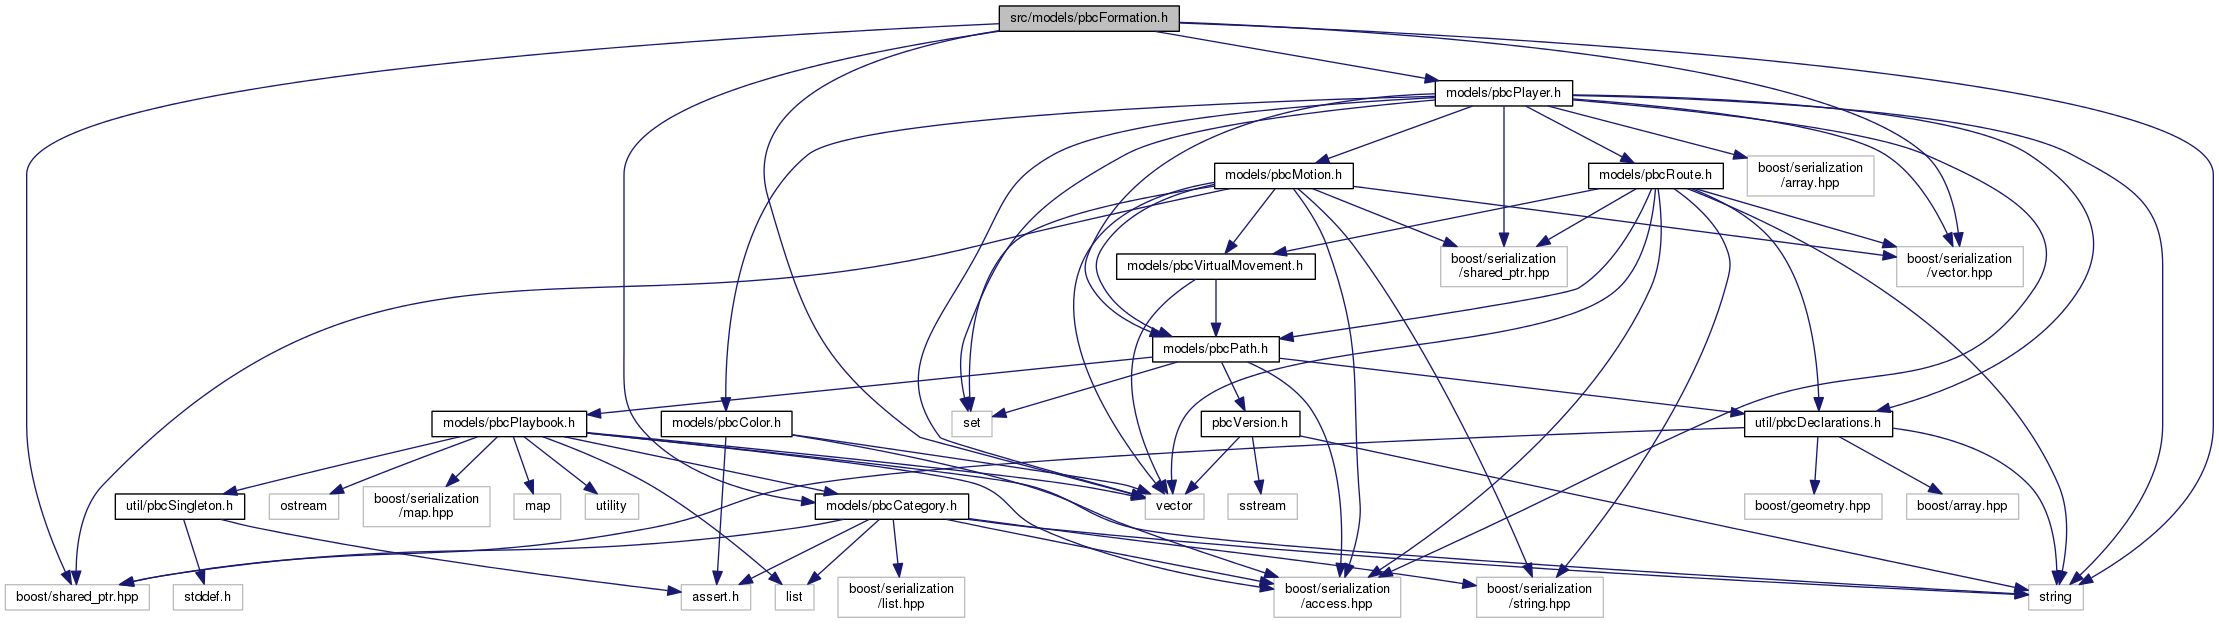 src/models/pbcFormation.h
models/pbcPlayer.h
models/pbcMotion.h
models/pbcRoute.h
boost/serialization
/array.hpp
models/pbcVirtualMovement.h
boost/serialization
/shared_ptr.hpp
boost/serialization
/vector.hpp
models/pbcPath.h
models/pbcPlaybook.h
models/pbcColor.h
set
pbcVersion.h
util/pbcDeclarations.h
util/pbcSingleton.h
ostream
boost/serialization
/map.hpp
map
utility
models/pbcCategory.h
vector
sstream
boost/geometry.hpp
boost/array.hpp
boost/shared_ptr.hpp
stddef.h
assert.h
list
boost/serialization
/list.hpp
boost/serialization
/access.hpp
boost/serialization
/string.hpp
string